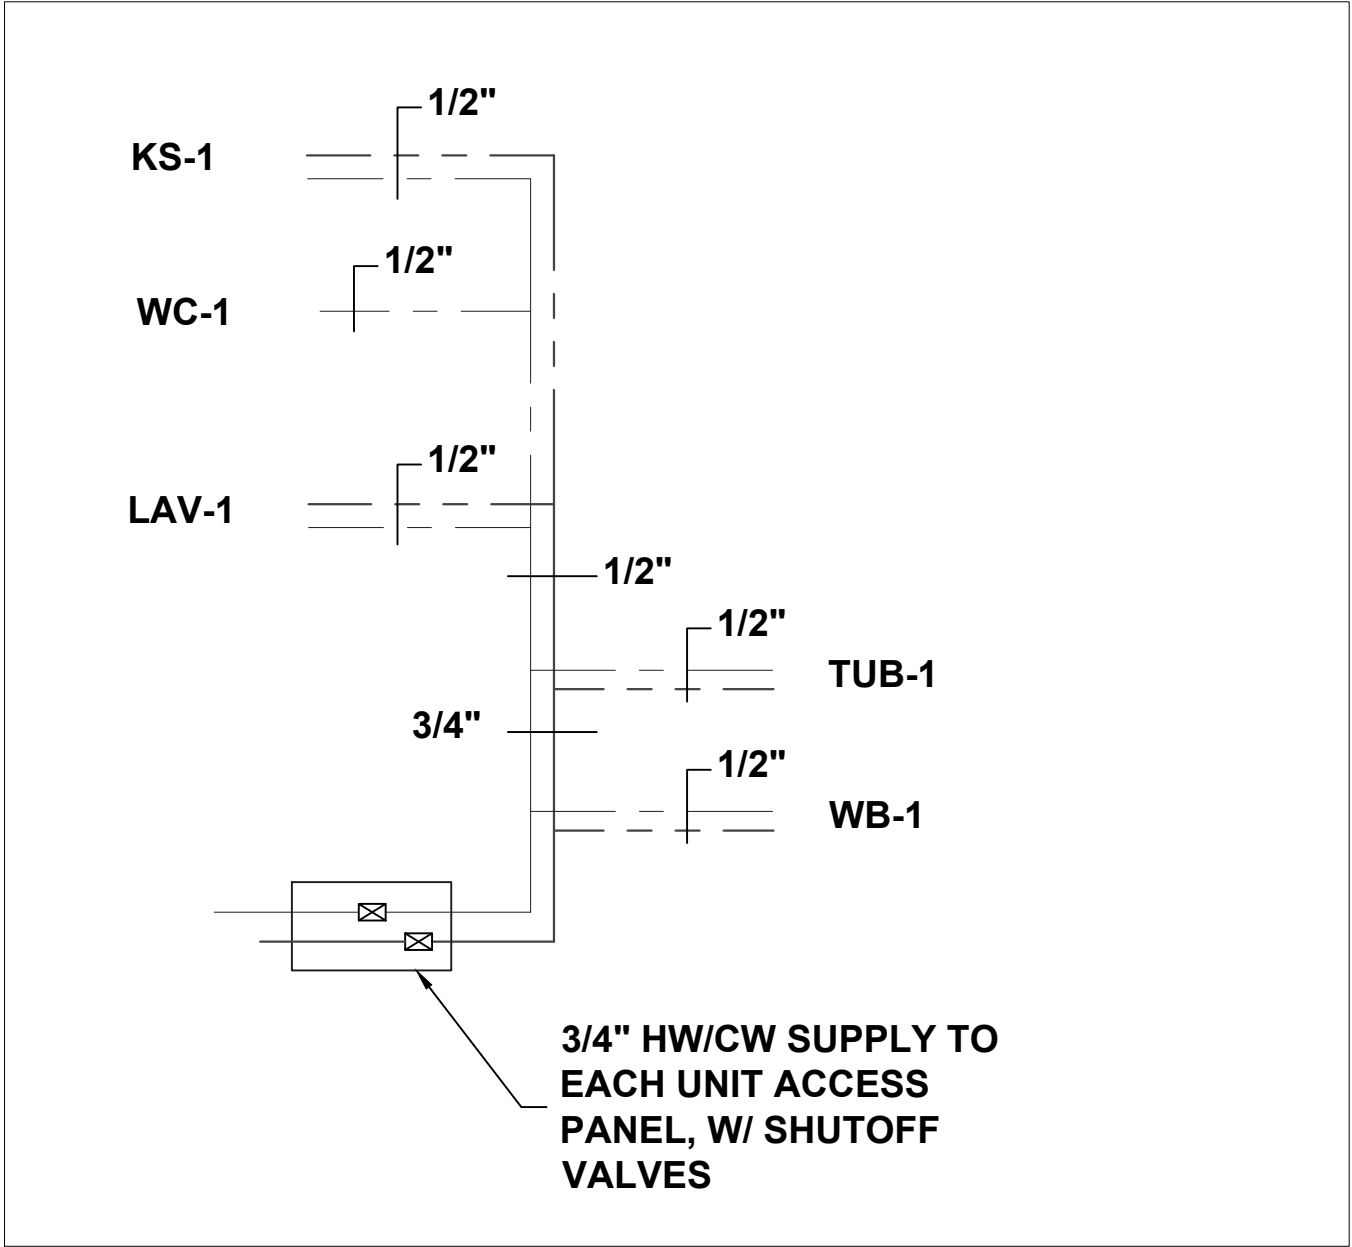 1/2"
KS-1
1/2"
WC-1
1/2"
LAV-1
1/2"
1/2"
TUB-1
3/4"
1/2"
WB-1
3/4" HW/CW SUPPLY TO
EACH UNIT ACCESS
PANEL, W/ SHUTOFF
VALVES